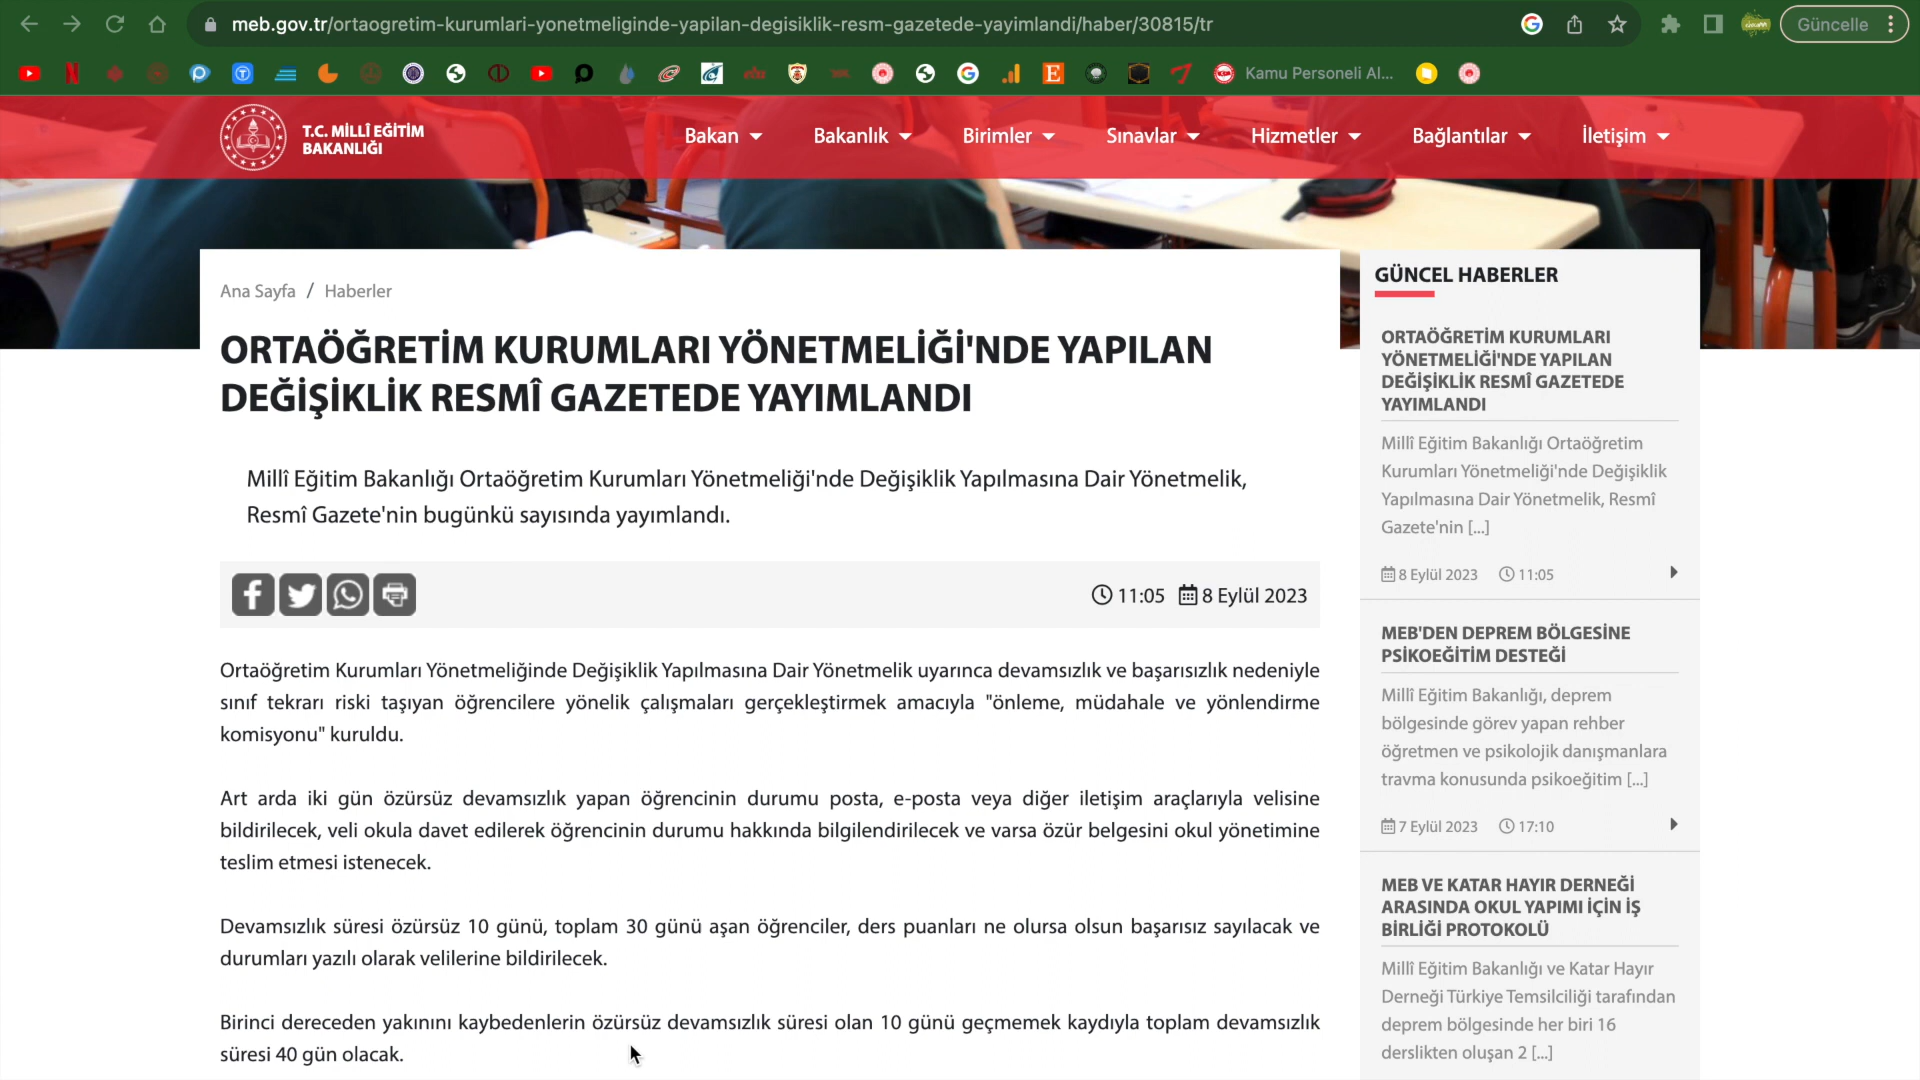 meb.gov.tr/ortaogretim-kurumlari-yonetmeliginde-yapilan-degisiklik-resm-gazetede-yayimlandi/haber/30815/tr
Güncelle
Kamu Personeli Al...
T.C. MİLLÎ EĞİTİM
BAKANLIĞI
Bakan
Bakanlık
Birimler
Sınavlar
Hizmetler
Bağlantılar
İletişim
Ana Sayfa / Haberler
ORTAÖĞRETİM KURUMLARI YÖNETMELİĞİ'NDE YAPILAN
DEĞİŞİKLİK RESMÎ GAZETEDE YAYIMLANDI
Millî Eğitim Bakanlığı Ortaöğretim Kurumları Yönetmeliği'nde Değişiklik Yapılmasına Dair Yönetmelik,
Resmî Gazete'nin bugünkü sayısında yayımlandı.
11:05 8 Eylül 2023
Ortaöğretim Kurumları Yönetmeliğinde Değişiklik Yapılmasına Dair Yönetmelik uyarınca devamsızlık ve başarısızlık nedeniyle
sınıf tekrarı riski taşıyan öğrencilere yönelik çalışmaları gerçekleştirmek amacıyla "önleme, müdahale ve yönlendirme
komisyonu" kuruldu.
Art arda iki gün özürsüz devamsızlık yapan öğrencinin durumu posta, e-posta veya diğer iletişim araçlarıyla velisine
bildirilecek, veli okula davet edilerek öğrencinin durumu hakkında bilgilendirilecek ve varsa özür belgesini okul yönetimine
teslim etmesi istenecek.
Devamsızlık süresi özürsüz 10 günü, toplam 30 günü aşan öğrenciler, ders puanları ne olursa olsun başarısız sayılacak ve
durumları yazılı olarak velilerine bildirilecek.
Birinci dereceden yakınını kaybedenlerin özürsüz devamsızlık süresi olan 10 günü geçmemek kaydıyla toplam devamsızlık
süresi 40 gün olacak.
GÜNCEL HABERLER
ORTAÖĞRETİM KURUMLARI
YÖNETMELİĞİ'NDE YAPILAN
DEĞİŞİKLİK RESMÎ GAZETEDE
YAYIMLANDI
Millî Eğitim Bakanlığı Ortaöğretim
Kurumları Yönetmeliği'nde Değişiklik
Yapılmasına Dair Yönetmelik, Resmî
Gazete'nin [...]
8 Eylül 2023 11:05
MEB'DEN DEPREM BÖLGESİNE
PSİKOEĞİTİM DESTEĞİ
Millî Eğitim Bakanlığı, deprem
bölgesinde görev yapan rehber
öğretmen ve psikolojik danışmanlara
travma konusunda psikoeğitim [...]
7 Eylül 2023 17:10
MEB VE KATAR HAYIR DERNEĞİ
ARASINDA OKUL YAPIMI İÇİN İŞ
BİRLİĞİ PROTOKOLÜ
Millî Eğitim Bakanlığı ve Katar Hayır
Derneği Türkiye Temsilciliği tarafından
deprem bölgesinde her biri 16
derslikten oluşan 2 [...]